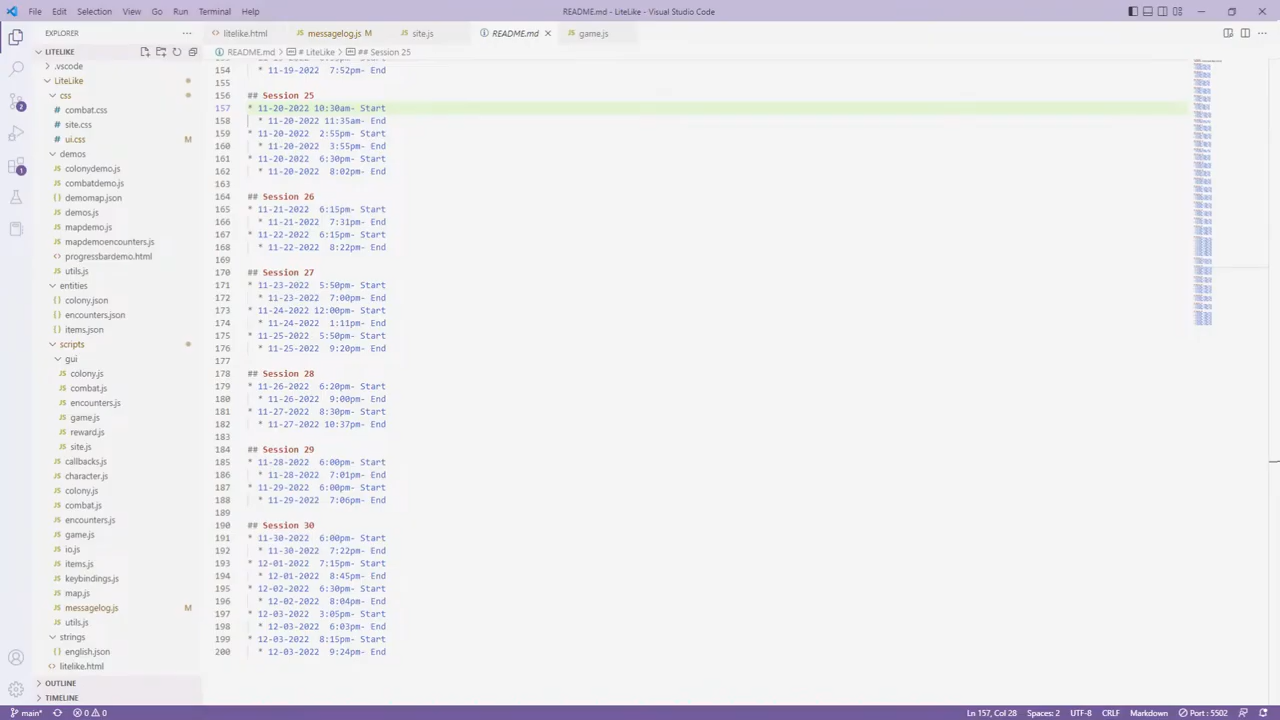 File Edit Selection View Go Run Terminal Help
README.md - LiteLike - Visual Studio Code
EXPLORER
litelike.html
messagelog.js M
site.js
README.md
game.js
LITELIKE
README.md > # LiteLike > ## Session 25
.vscode
LiteLike
css
combat.css
site.css
ui.css M
demos
colonydemo.js
combatdemo.js
demomap.json
demos.js
mapdemo.js
mapdemoencounters.js
progressbardemo.html
utils.js
entities
colony.json
encounters.json
items.json
scripts
gui
colony.js
combat.js
encounters.js
game.js
reward.js
site.js
callbacks.js
character.js
colony.js
combat.js
encounters.js
game.js
io.js
items.js
keybindings.js
map.js
messagelog.js M
utils.js
strings
english.json
litelike.html
OUTLINE
TIMELINE
2
1
154 * 11-19-2022 7:52pm- End
155
156 ## Session 25
157 * 11-20-2022 10:30am- Start
158 * 11-20-2022 11:35am- End
159 * 11-20-2022 2:55pm- Start
160 * 11-20-2022 3:55pm- End
161 * 11-20-2022 6:30pm- Start
162 * 11-20-2022 8:02pm- End
163
164 ## Session 26
165 * 11-21-2022 6:15pm- Start
166 * 11-21-2022 7:31pm- End
167 * 11-22-2022 6:15pm- Start
168 * 11-22-2022 8:22pm- End
169
170 ## Session 27
171 * 11-23-2022 5:50pm- Start
172 * 11-23-2022 7:00pm- End
173 * 11-24-2022 12:00pm- Start
174 * 11-24-2022 1:11pm- End
175 * 11-25-2022 5:50pm- Start
176 * 11-25-2022 9:20pm- End
177
178 ## Session 28
179 * 11-26-2022 6:20pm- Start
180 * 11-26-2022 9:00pm- End
181 * 11-27-2022 8:30pm- Start
182 * 11-27-2022 10:37pm- End
183
184 ## Session 29
185 * 11-28-2022 6:00pm- Start
186 * 11-28-2022 7:01pm- End
187 * 11-29-2022 6:00pm- Start
188 * 11-29-2022 7:06pm- End
189
190 ## Session 30
191 * 11-30-2022 6:00pm- Start
192 * 11-30-2022 7:22pm- End
193 * 12-01-2022 7:15pm- Start
194 * 12-01-2022 8:45pm- End
195 * 12-02-2022 6:30pm- Start
196 * 12-02-2022 8:04pm- End
197 * 12-03-2022 3:05pm- Start
198 * 12-03-2022 6:03pm- End
199 * 12-03-2022 8:15pm- Start
200 * 12-03-2022 9:24pm- End
main* 0 0
Ln 157, Col 28 Spaces: 2 UTF-8 CRLF Markdown Port : 5502